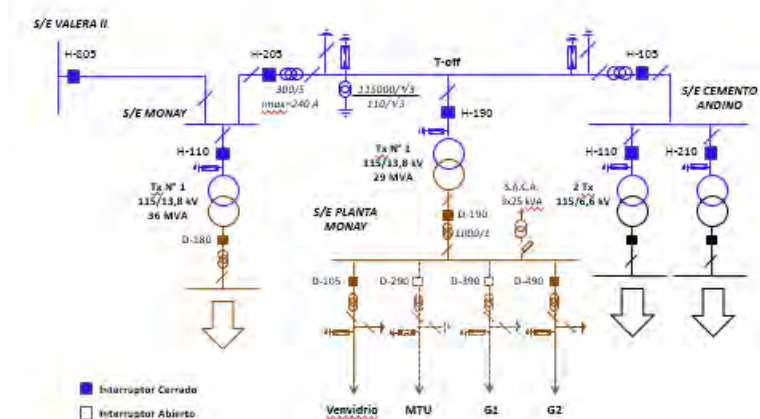 S/E VALERA II
H-805
H-205
T-off
H-105
300/5
Imax=240 A
115000/√3
110/√3
S/E CEMENTO
ANDINO
S/E MONAY
H-190
H-110
H-110
H-210
Tx N° 1
115/13,8 kV
36 MVA
Tx N° 1
115/13,8 kV
29 MVA
S.A.C.A.
3x25 kVA
2 Tx
115/6,6 kV
S/E PLANTA
MONAY
D-190
1000/1
D-180
D-105
D-290
D-390
D-490
Interruptor Cerrado
Interruptor Abierto
Venvidrio
MTU
G1
G2